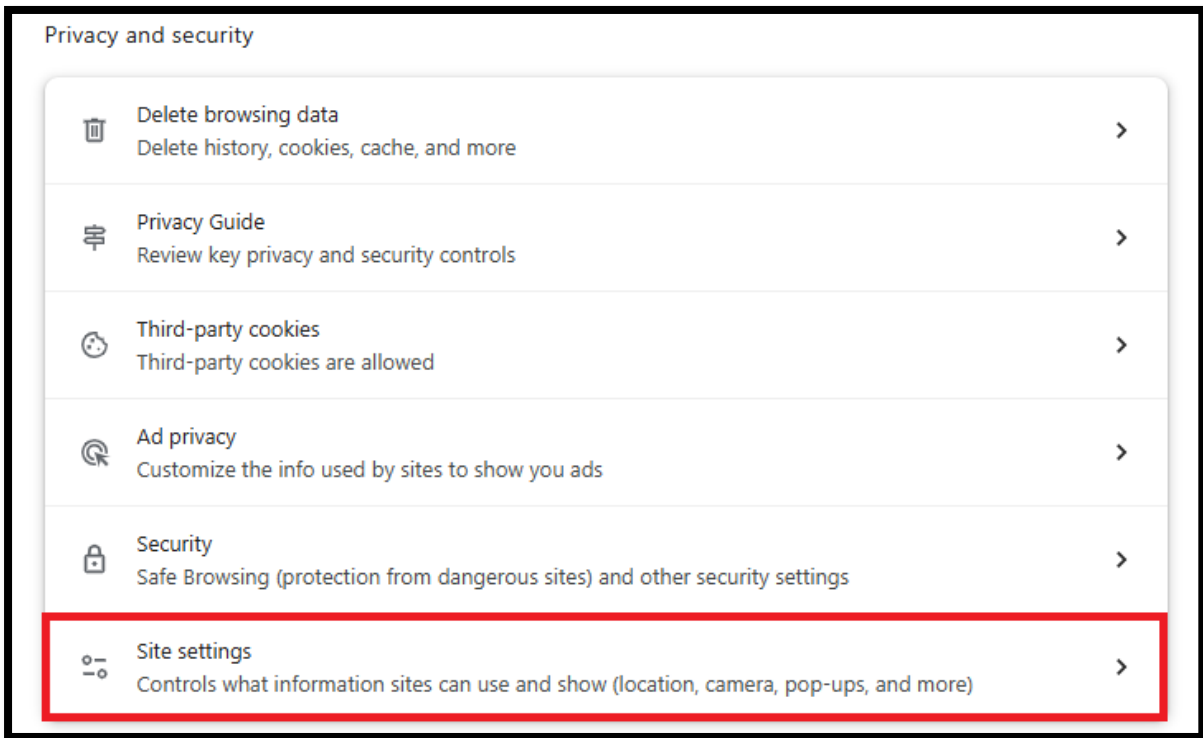 Privacy and security
Delete browsing data
Delete history, cookies, cache, and more
Privacy Guide
Review key privacy and security controls
Third-party cookies
Third-party cookies are allowed
Ad privacy
Customize the info used by sites to show you ads
Security
Safe Browsing (protection from dangerous sites) and other security settings
Site settings
Controls what information sites can use and show (location, camera, pop-ups, and more)